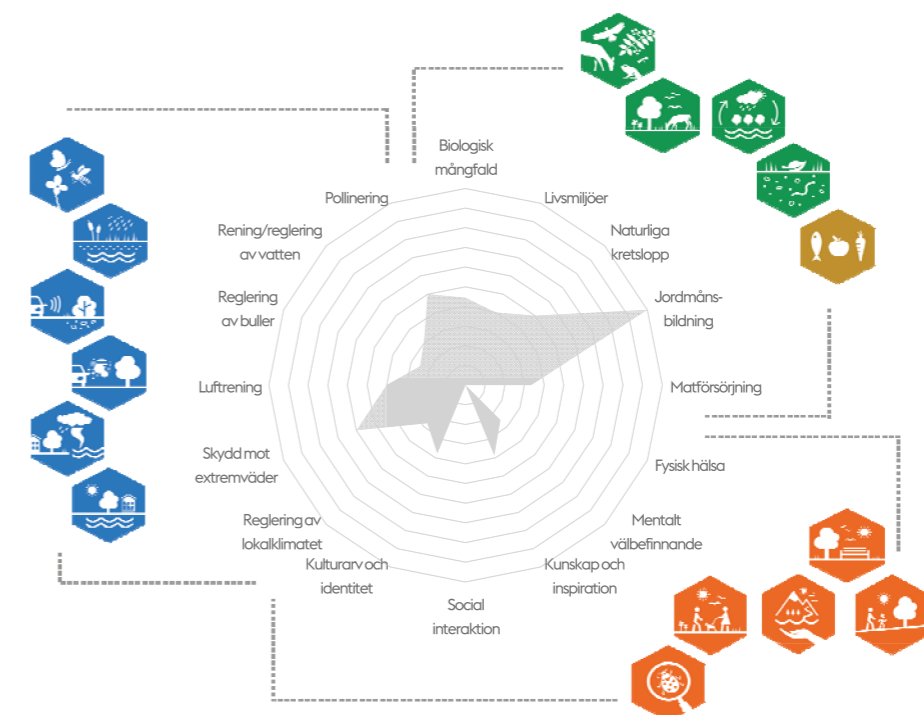 Biologisk
mångfald
Livsmiljöer
Naturliga
kretslopp
Jordmåns-
bildning
Matförsörjning
Fysisk hälsa
Mentalt
välbefinnande
Kunskap och
inspiration
Social
interaktion
Kulturarv och
identitet
Reglering av
lokalklimatet
Skydd mot
extremväder
Luftrening
Reglering
av buller
Rening/reglering
av vatten
Pollinering